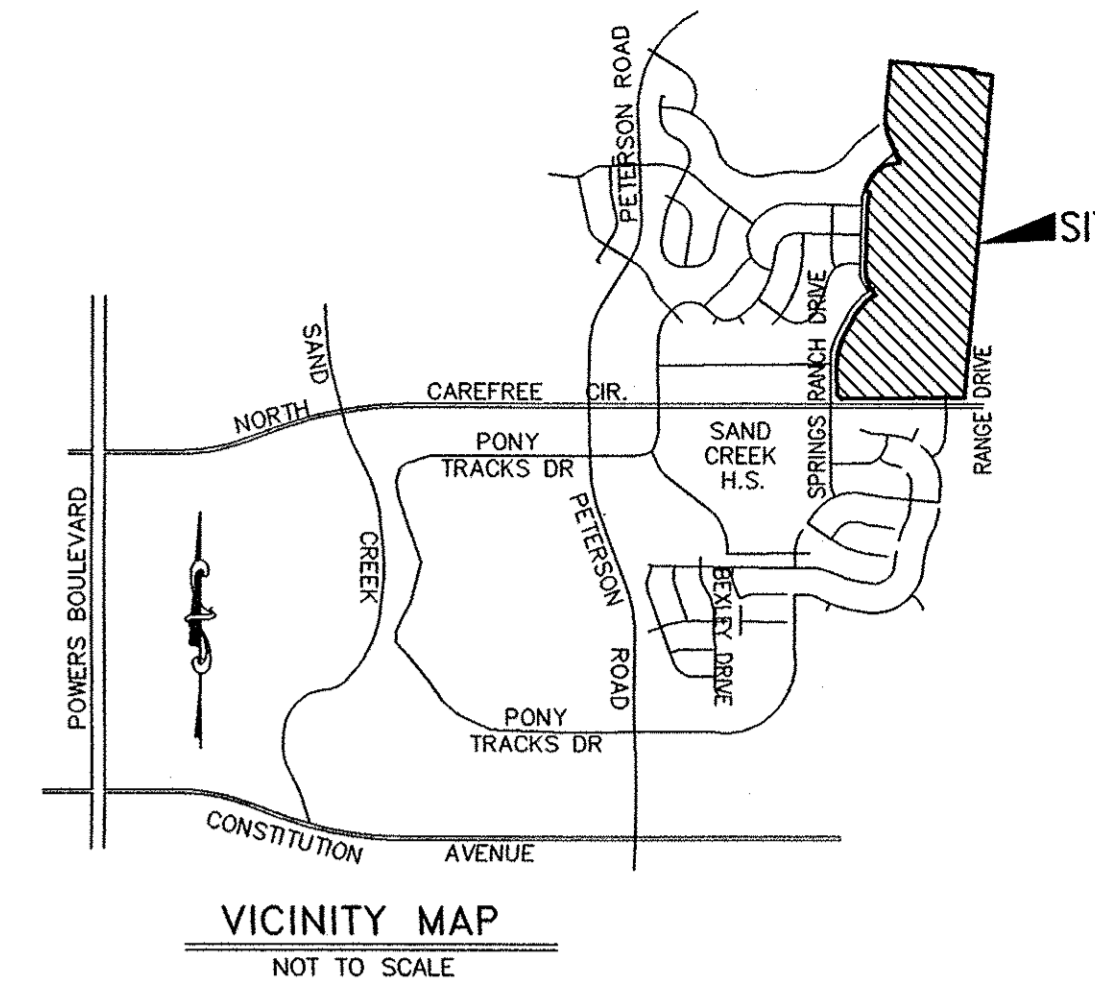 PETERSON ROAD
SIT
SAND
CREEK
NORTH
CAREFREE CIR.
SPRINGS RANCH DRIVE
RANGE DRIVE
PONY
TRACKS DR
SAND
CREEK
H.S.
POWERS BOULEVARD
PETERSON
ROAD
BEXLEY DRIVE
PONY
TRACKS DR
CONSTITUTION
AVENUE
VICINITY MAP
NOT TO SCALE